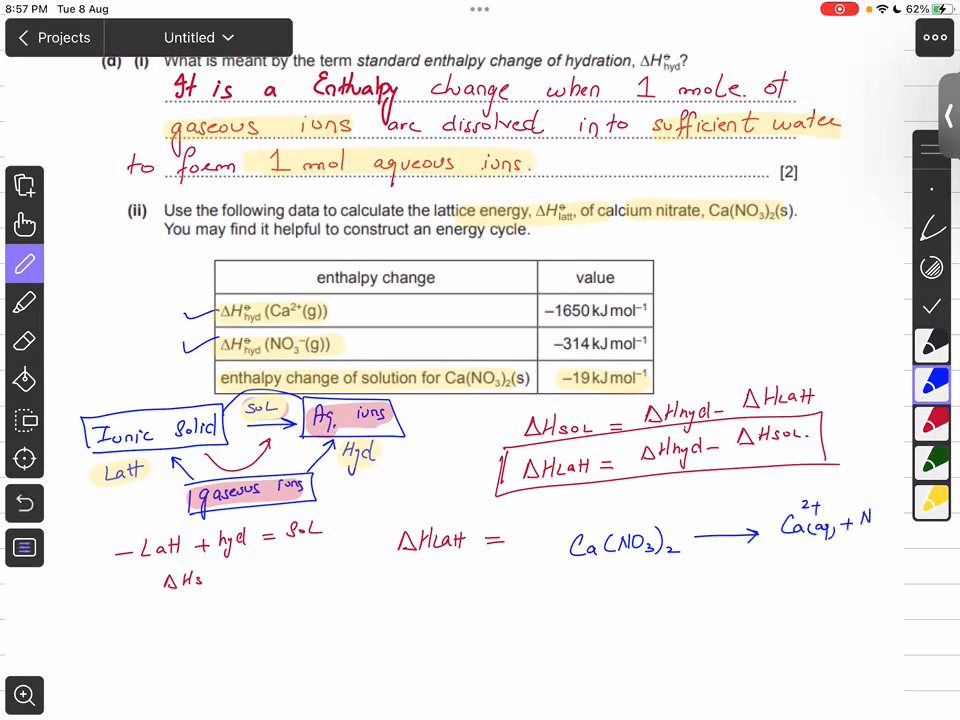 8:57 PM Tue 8 Aug
62%
Projects
Untitled
(d) (i) What is meant by the term standard enthalpy change of hydration, ΔH⦵hyd?
It is a Enthalpy change when 1 mole of
gaseous ions are dissolved in to sufficient water
to form 1 mol aqueous ions.
[2]
(ii) Use the following data to calculate the lattice energy, ΔH⦵latt, of calcium nitrate, Ca(NO₃)₂(s).
You may find it helpful to construct an energy cycle.
enthalpy change value
ΔH⦵hyd (Ca²⁺(g)) –1650 kJ mol⁻¹
ΔH⦵hyd (NO₃⁻(g)) –314 kJ mol⁻¹
enthalpy change of solution for Ca(NO₃)₂(s) –19 kJ mol⁻¹
Ionic Solid SOL Aq. ions
Latt Hyd
gaseous ions
ΔHSOL = ΔHhyd – ΔHLAH
ΔHLAH = ΔHhyd – ΔHSOL.
– LAH + hyd = SOL
ΔHs
ΔHLAH =
Ca(NO₃)₂ → Ca²⁺(aq) + N